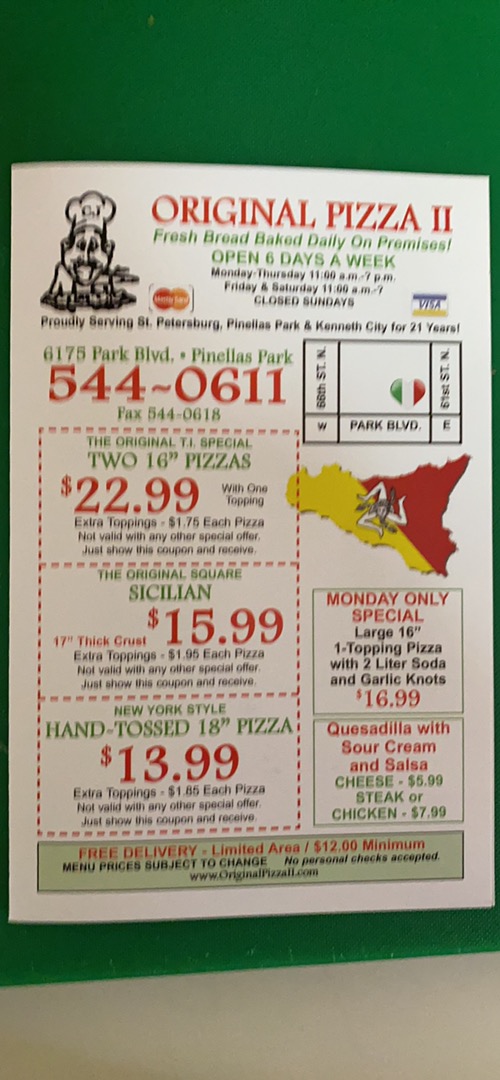 C.J.
ORIGINAL PIZZA II
Fresh Bread Baked Daily On Premises!
OPEN 6 DAYS A WEEK
Monday-Thursday 11:00 a.m.-? p.m.
Friday & Saturday 11:00 a.m.-?
CLOSED SUNDAYS
MasterCard
VISA
Proudly Serving St. Petersburg, Pinellas Park & Kenneth City for 21 Years!
6175 Park Blvd. • Pinellas Park
544~0611
Fax 544-0618
66th ST. N.
61st ST. N.
W PARK BLVD. E
THE ORIGINAL T.I. SPECIAL
TWO 16” PIZZAS
$22.99 With One
Topping
Extra Toppings - $1.75 Each Pizza
Not valid with any other special offer.
Just show this coupon and receive.
THE ORIGINAL SQUARE
SICILIAN
17" Thick Crust $15.99
Extra Toppings - $1.95 Each Pizza
Not valid with any other special offer.
Just show this coupon and receive.
NEW YORK STYLE
HAND-TOSSED 18” PIZZA
$13.99
Extra Toppings - $1.85 Each Pizza
Not valid with any other special offer.
Just show this coupon and receive.
MONDAY ONLY
SPECIAL
Large 16"
1-Topping Pizza
with 2 Liter Soda
and Garlic Knots
$16.99
Quesadilla with
Sour Cream
and Salsa
CHEESE - $5.99
STEAK or
CHICKEN - $7.99
FREE DELIVERY - Limited Area / $12.00 Minimum
MENU PRICES SUBJECT TO CHANGE No personal checks accepted.
www.OriginalPizzaII.com